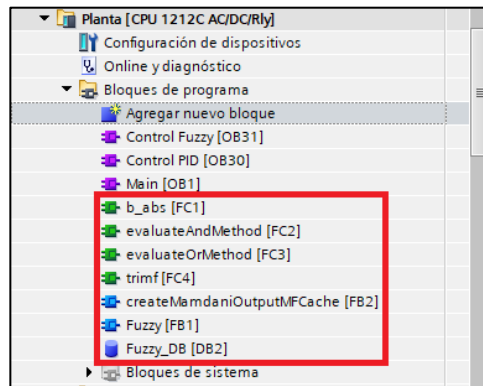 Planta [CPU 1212C AC/DC/Rly]
Configuración de dispositivos
Online y diagnóstico
Bloques de programa
Agregar nuevo bloque
Control Fuzzy [OB31]
Control PID [OB30]
Main [OB1]
b_abs [FC1]
evaluateAndMethod [FC2]
evaluateOrMethod [FC3]
trimf [FC4]
createMamdaniOutputMFCache [FB2]
Fuzzy [FB1]
Fuzzy_DB [DB2]
Bloques de sistema